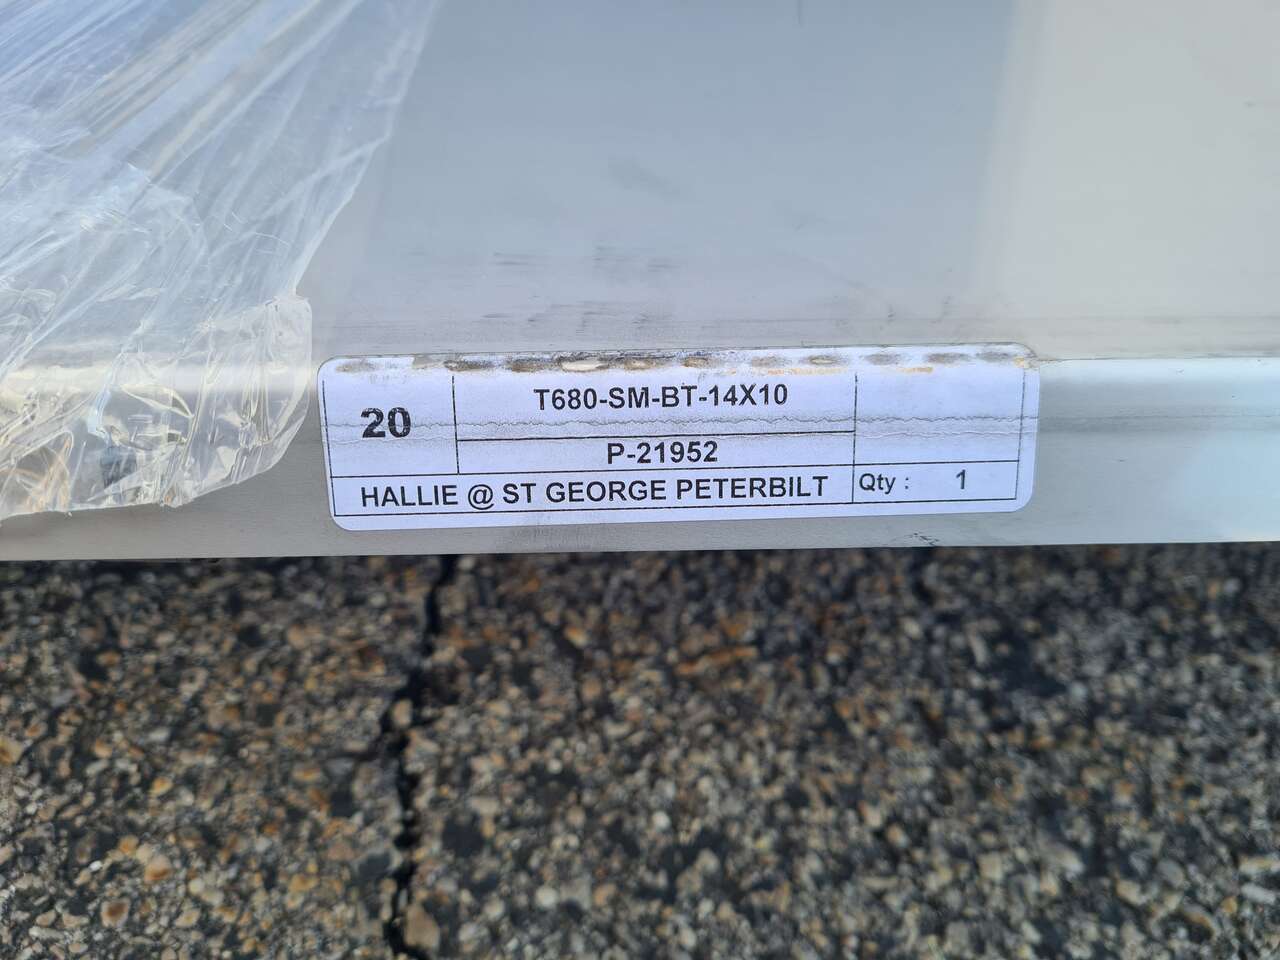 20
T680-SM-BT-14X10
P-21952
HALLIE @ ST GEORGE PETERBILT
Qty : 1